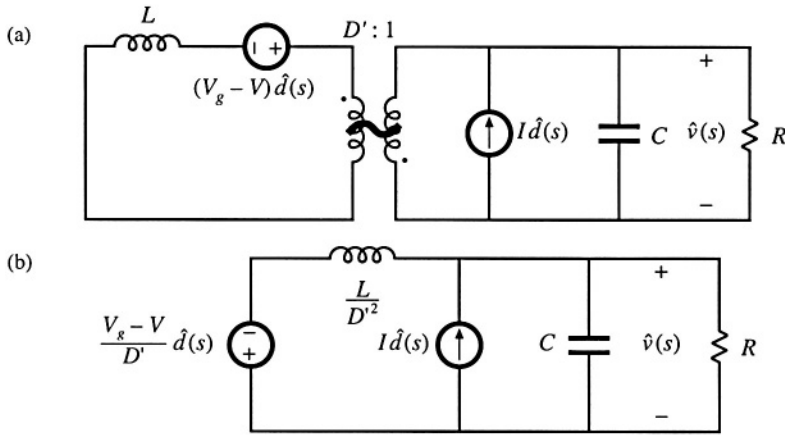 (a)
L
D' : 1
− +
(V_g − V) d̂(s)
I d̂(s)
C
+
v̂(s)
−
R
(b)
L/D'^2
(V_g − V)/D' d̂(s)
−
+
I d̂(s)
C
+
v̂(s)
−
R